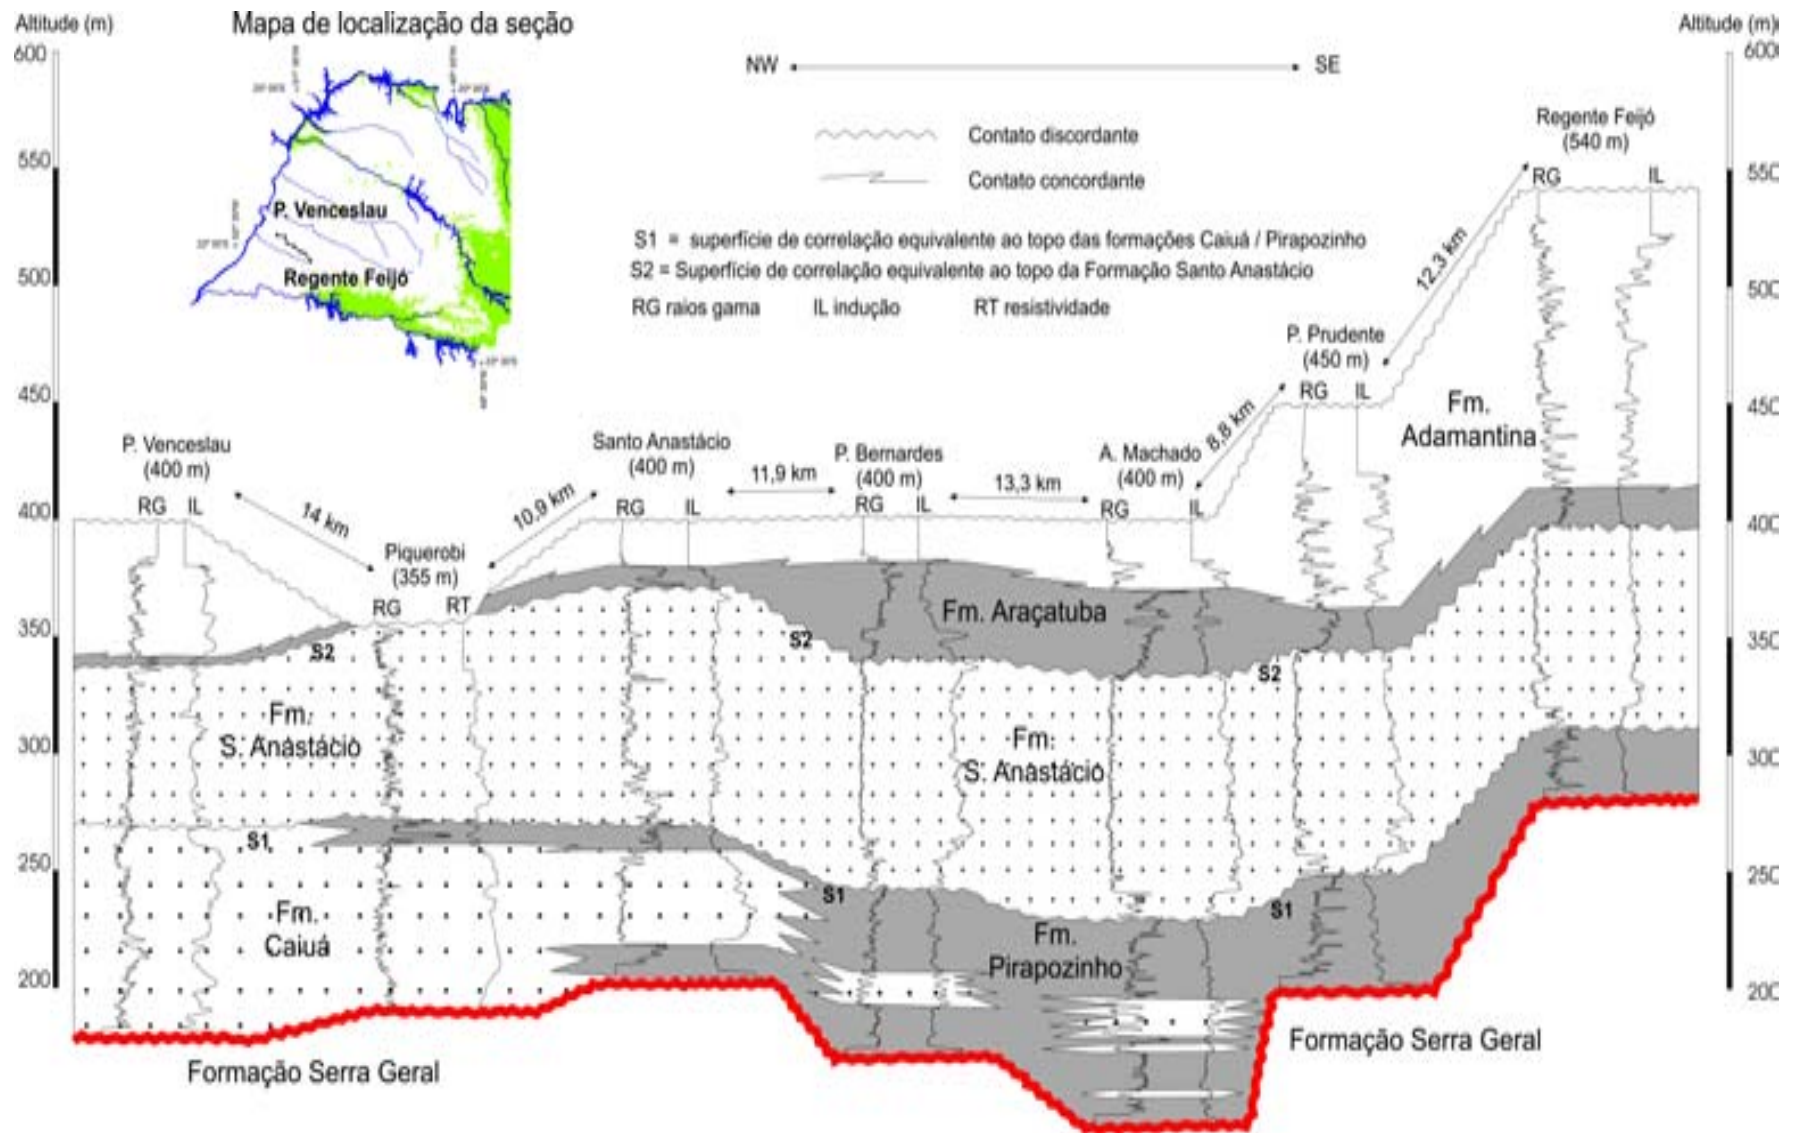 Altitude (m)
Mapa de localização da seção
Altitude (m)
600
600
NW
SE
Contato discordante
Contato concordante
S1 = superfície de correlação equivalente ao topo das formações Caiuá / Pirapozinho
S2 = Superfície de correlação equivalente ao topo da Formação Santo Anastácio
RG raios gama IL indução RT resistividade
P. Venceslau
Regente Feijó
Regente Feijó
(540 m)
RG IL
550
550
12,3 km
500
500
P. Prudente
(450 m)
RG IL
450
450
Fm.
Adamantina
8,8 km
P. Venceslau
(400 m)
RG IL
14 km
Piquerobi
(355 m)
RG RT
10,9 km
Santo Anastácio
(400 m)
RG IL
11,9 km
P. Bernardes
(400 m)
RG IL
13,3 km
A. Machado
(400 m)
RG IL
400
400
Fm. Araçatuba
350
350
S2
S2
S2
Fm.
S. Anastácio
Fm.
S. Anastácio
300
300
S1
S1
S1
250
250
Fm.
Caiuá
Fm.
Pirapozinho
200
200
Formação Serra Geral
Formação Serra Geral